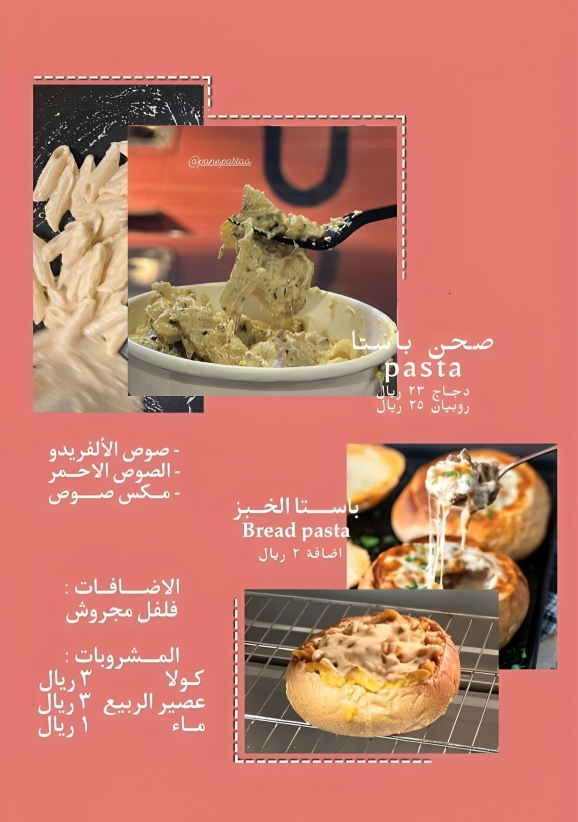 @panopastaa
صحن باستا
pasta
دجاج ٢٣ ريال
روبيان ٢٥ ريال
- صوص الألفريدو
- الصوص الاحمر
- مكس صوص
باستا الخبز
Bread pasta
اضافة ٢ ريال
الاضافات :
فلفل مجروش
المشروبات :
كولا ٣ ريال
عصير الربيع ٣ ريال
ماء ١ ريال